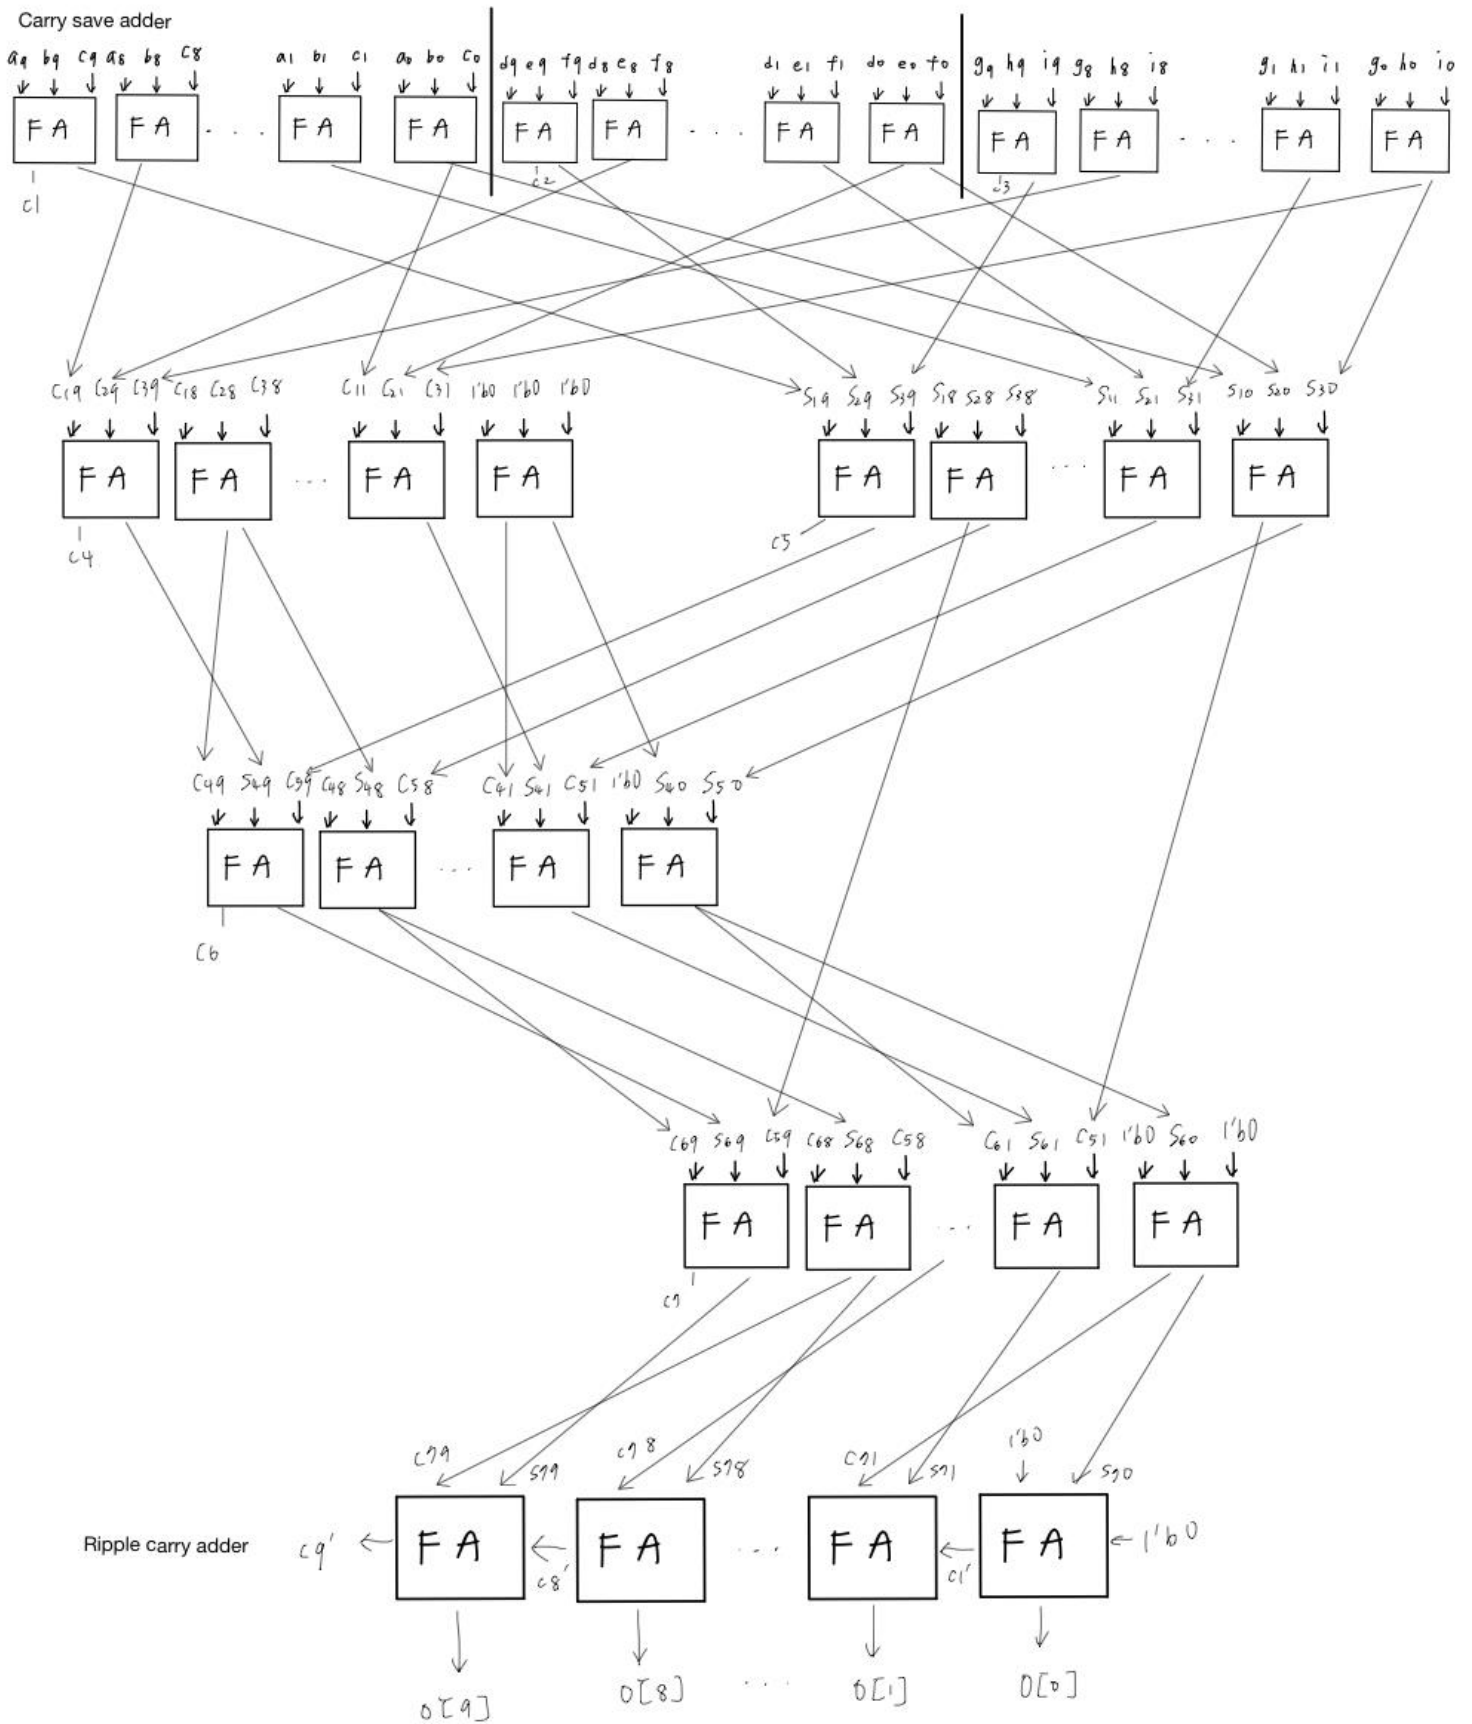 Carry save adder
a9 b9 c9 a8 b8 c8 a1 b1 c1 a0 b0 c0 d9 e9 f9 d8 e8 f8 d1 e1 f1 d0 e0 f0 g9 h9 i9 g8 h8 i8 g1 h1 i1 g0 h0 i0
FA FA . . . . FA FA FA FA . . . . FA FA FA FA . . . . FA FA
c1 c2 c3
C19 C29 C39 C18 C28 C38 C11 C21 C31 1'b0 1'b0 1'b0 S19 S29 S39 S18 S28 S38 S11 S21 S31 S10 S20 S30
FA FA ... FA FA FA FA .... FA FA
C4 C5
C49 S49 C59 C48 S48 C58 C41 S41 C51 1'b0 S40 S50
FA FA .... FA FA
C6
C69 S69 C59 C68 S68 C58 C61 S61 C51 1'b0 S60 1'b0
FA FA ... FA FA
C7
C79 S79 C78 S78 C71 S71 1'b0 S70
Ripple carry adder c9' FA c8' FA .... FA c1' FA 1'b0
O[9] O[8] .... O[1] O[0]